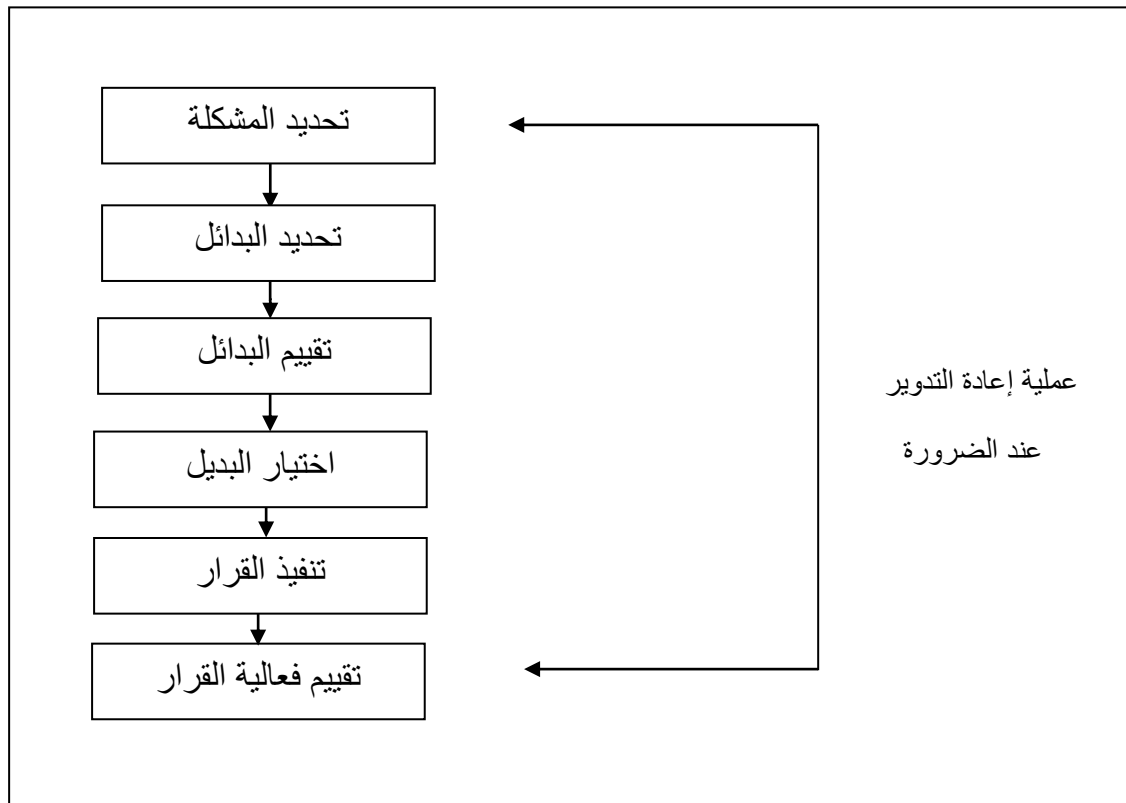 تحديد المشكلة
تحديد البدائل
تقييم البدائل
اختيار البديل
تنفيذ القرار
تقييم فعالية القرار
عملية إعادة التدوير
عند الضرورة